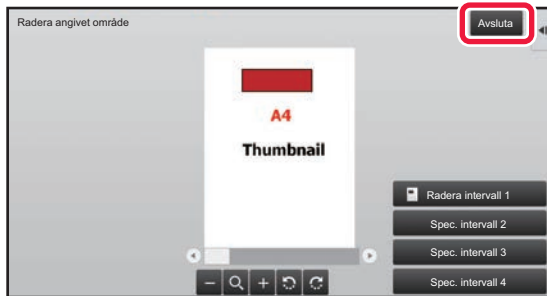 Radera angivet område
Avsluta
A4
Thumbnail
Radera intervall 1
Spec. intervall 2
Spec. intervall 3
Spec. intervall 4